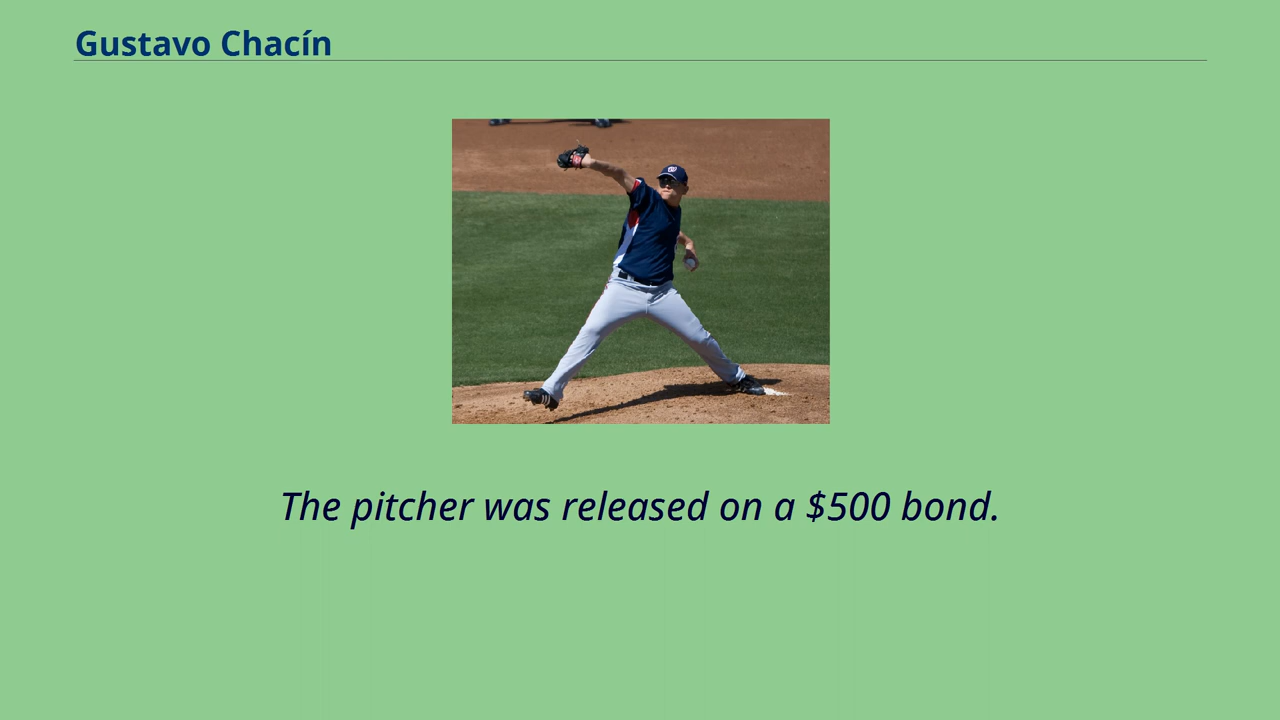 Gustavo Chacín
The pitcher was released on a $500 bond.